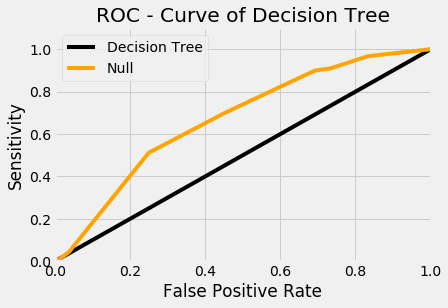 ROC - Curve of Decision Tree
Decision Tree
Null
Sensitivity
1.0
0.8
0.6
0.4
0.2
0.0
0.0 0.2 0.4 0.6 0.8 1.0
False Positive Rate